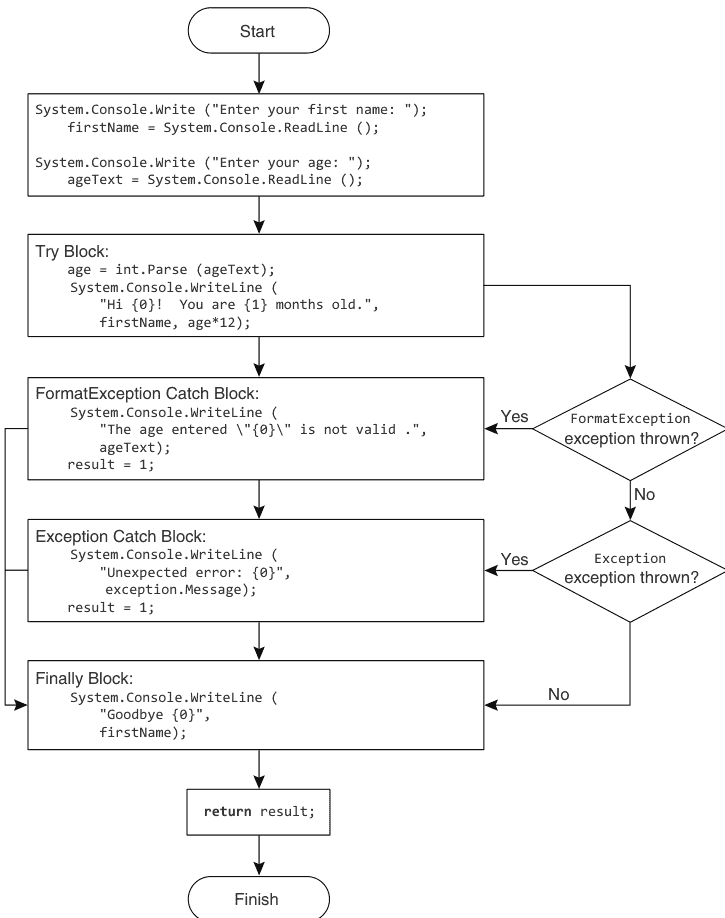 Start
System.Console.Write ("Enter your first name: ");
firstName = System.Console.ReadLine ();
System.Console.Write ("Enter your age: ");
ageText = System.Console.ReadLine ();
Try Block:
age = int.Parse (ageText);
System.Console.WriteLine (
"Hi {0}!  You are {1} months old.",
firstName, age*12);
FormatException Catch Block:
System.Console.WriteLine (
"The age entered \"{0}\" is not valid .",
ageText);
result = 1;
Yes
FormatException
exception thrown?
No
Exception Catch Block:
System.Console.WriteLine (
"Unexpected error: {0}",
exception.Message);
result = 1;
Yes
Exception
exception thrown?
No
Finally Block:
System.Console.WriteLine (
"Goodbye {0}",
firstName);
return result;
Finish